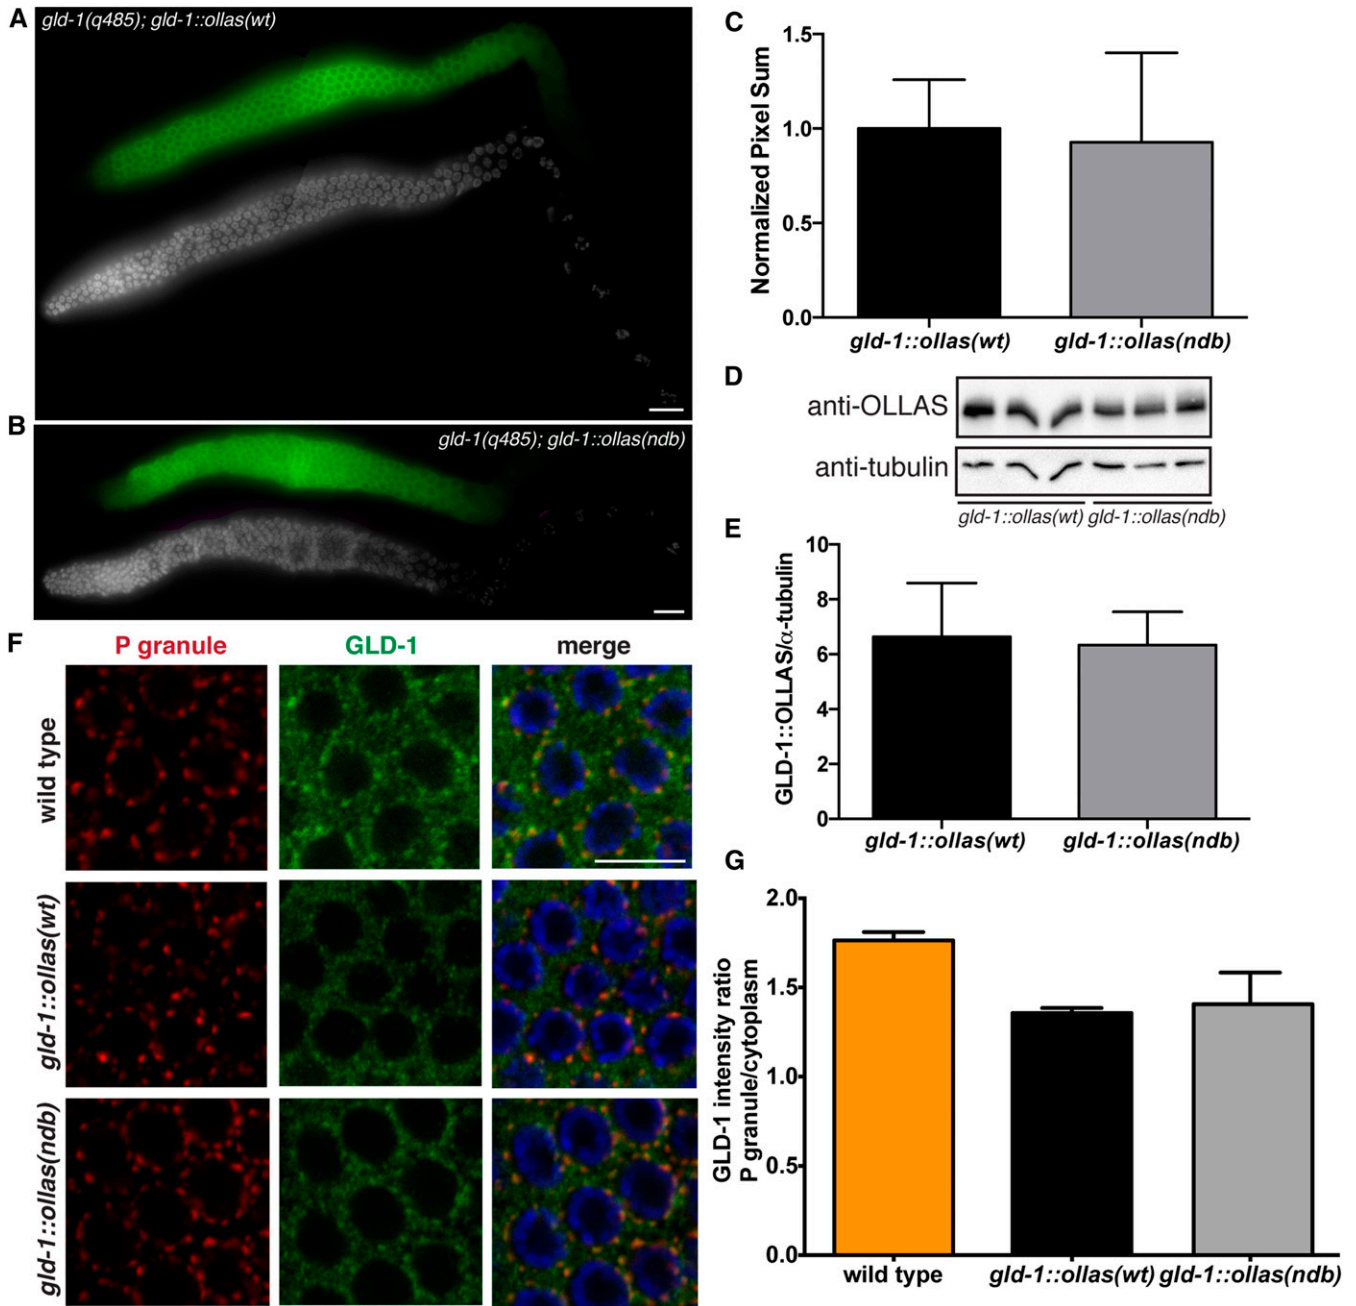 A
gld-1(q485); gld-1::ollas(wt)
B
gld-1(q485); gld-1::ollas(ndb)
C
Normalized Pixel Sum
1.5
1.0
0.5
0.0
gld-1::ollas(wt)
gld-1::ollas(ndb)
D
anti-OLLAS
anti-tubulin
gld-1::ollas(wt) gld-1::ollas(ndb)
E
GLD-1::OLLAS/α-tubulin
10
8
6
4
2
0
gld-1::ollas(wt)
gld-1::ollas(ndb)
F
P granule
GLD-1
merge
wild type
gld-1::ollas(wt)
gld-1::ollas(ndb)
G
GLD-1 intensity ratio
P granule/cytoplasm
2.0
1.5
1.0
0.5
0.0
wild type
gld-1::ollas(wt)
gld-1::ollas(ndb)